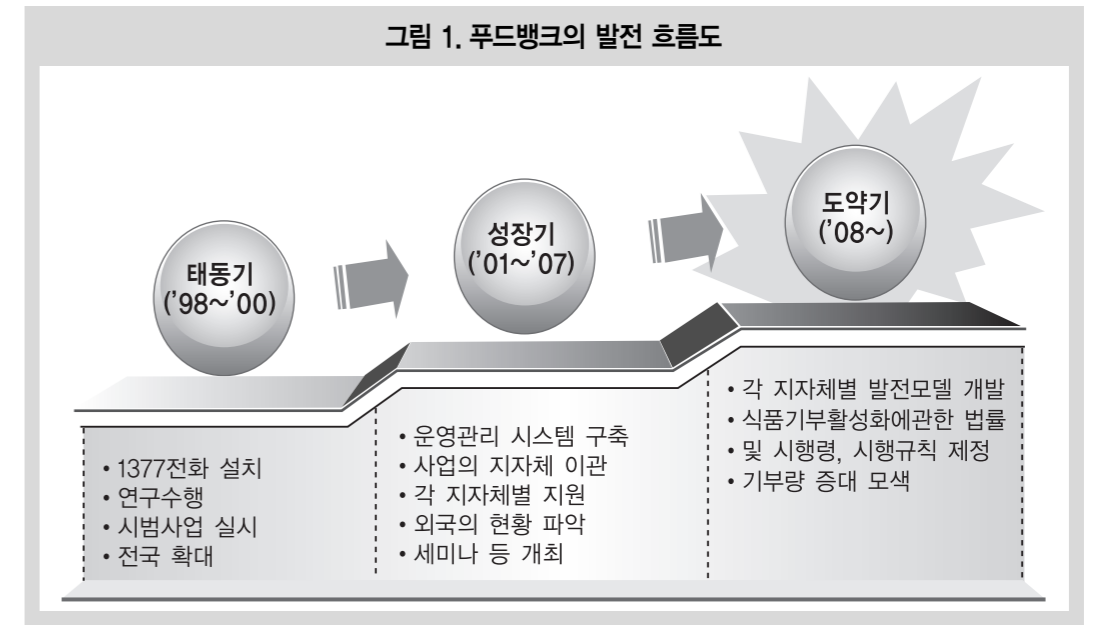 그림 1. 푸드뱅크의 발전 흐름도
태동기
('98~'00)
성장기
('01~'07)
도약기
('08~)
• 1377전화 설치
• 연구수행
• 시범사업 실시
• 전국 확대
• 운영관리 시스템 구축
• 사업의 지자체 이관
• 각 지자체별 지원
• 외국의 현황 파악
• 세미나 등 개최
• 각 지자체별 발전모델 개발
• 식품기부활성화에관한 법률
• 및 시행령, 시행규칙 제정
• 기부량 증대 모색